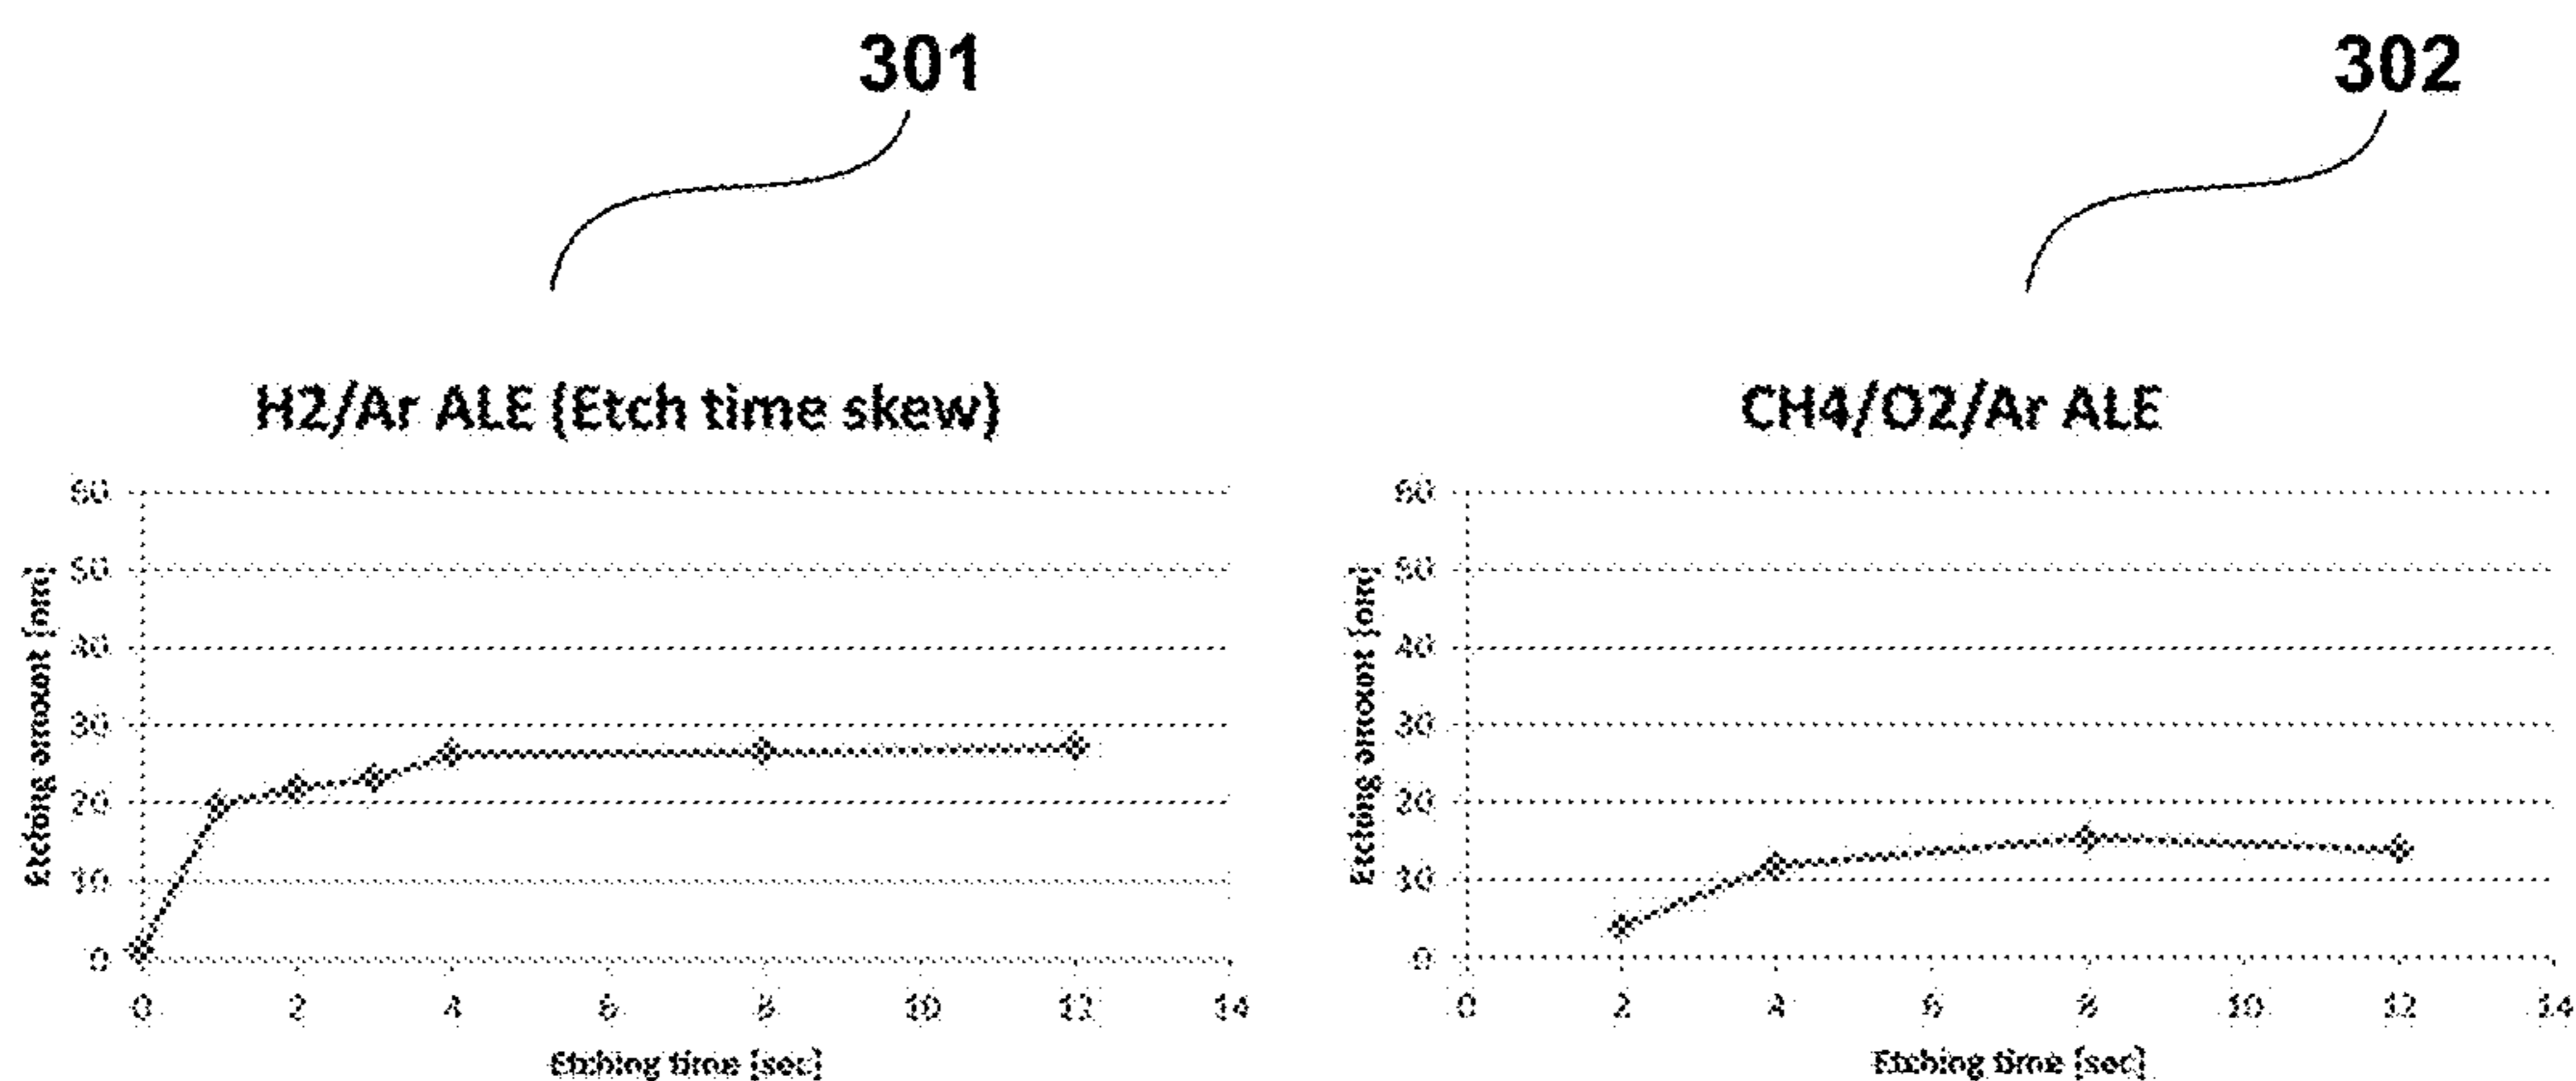 301
302
H2/Ar ALE (Etch time skew)
60
50
40
30
20
10
0
Etching amount [nm]
0 2 4 6 8 10 12 14
Etching time [sec]
CH4/O2/Ar ALE
60
50
40
30
20
10
0
Etching amount [nm]
0 2 4 6 8 10 12 14
Etching time [sec]